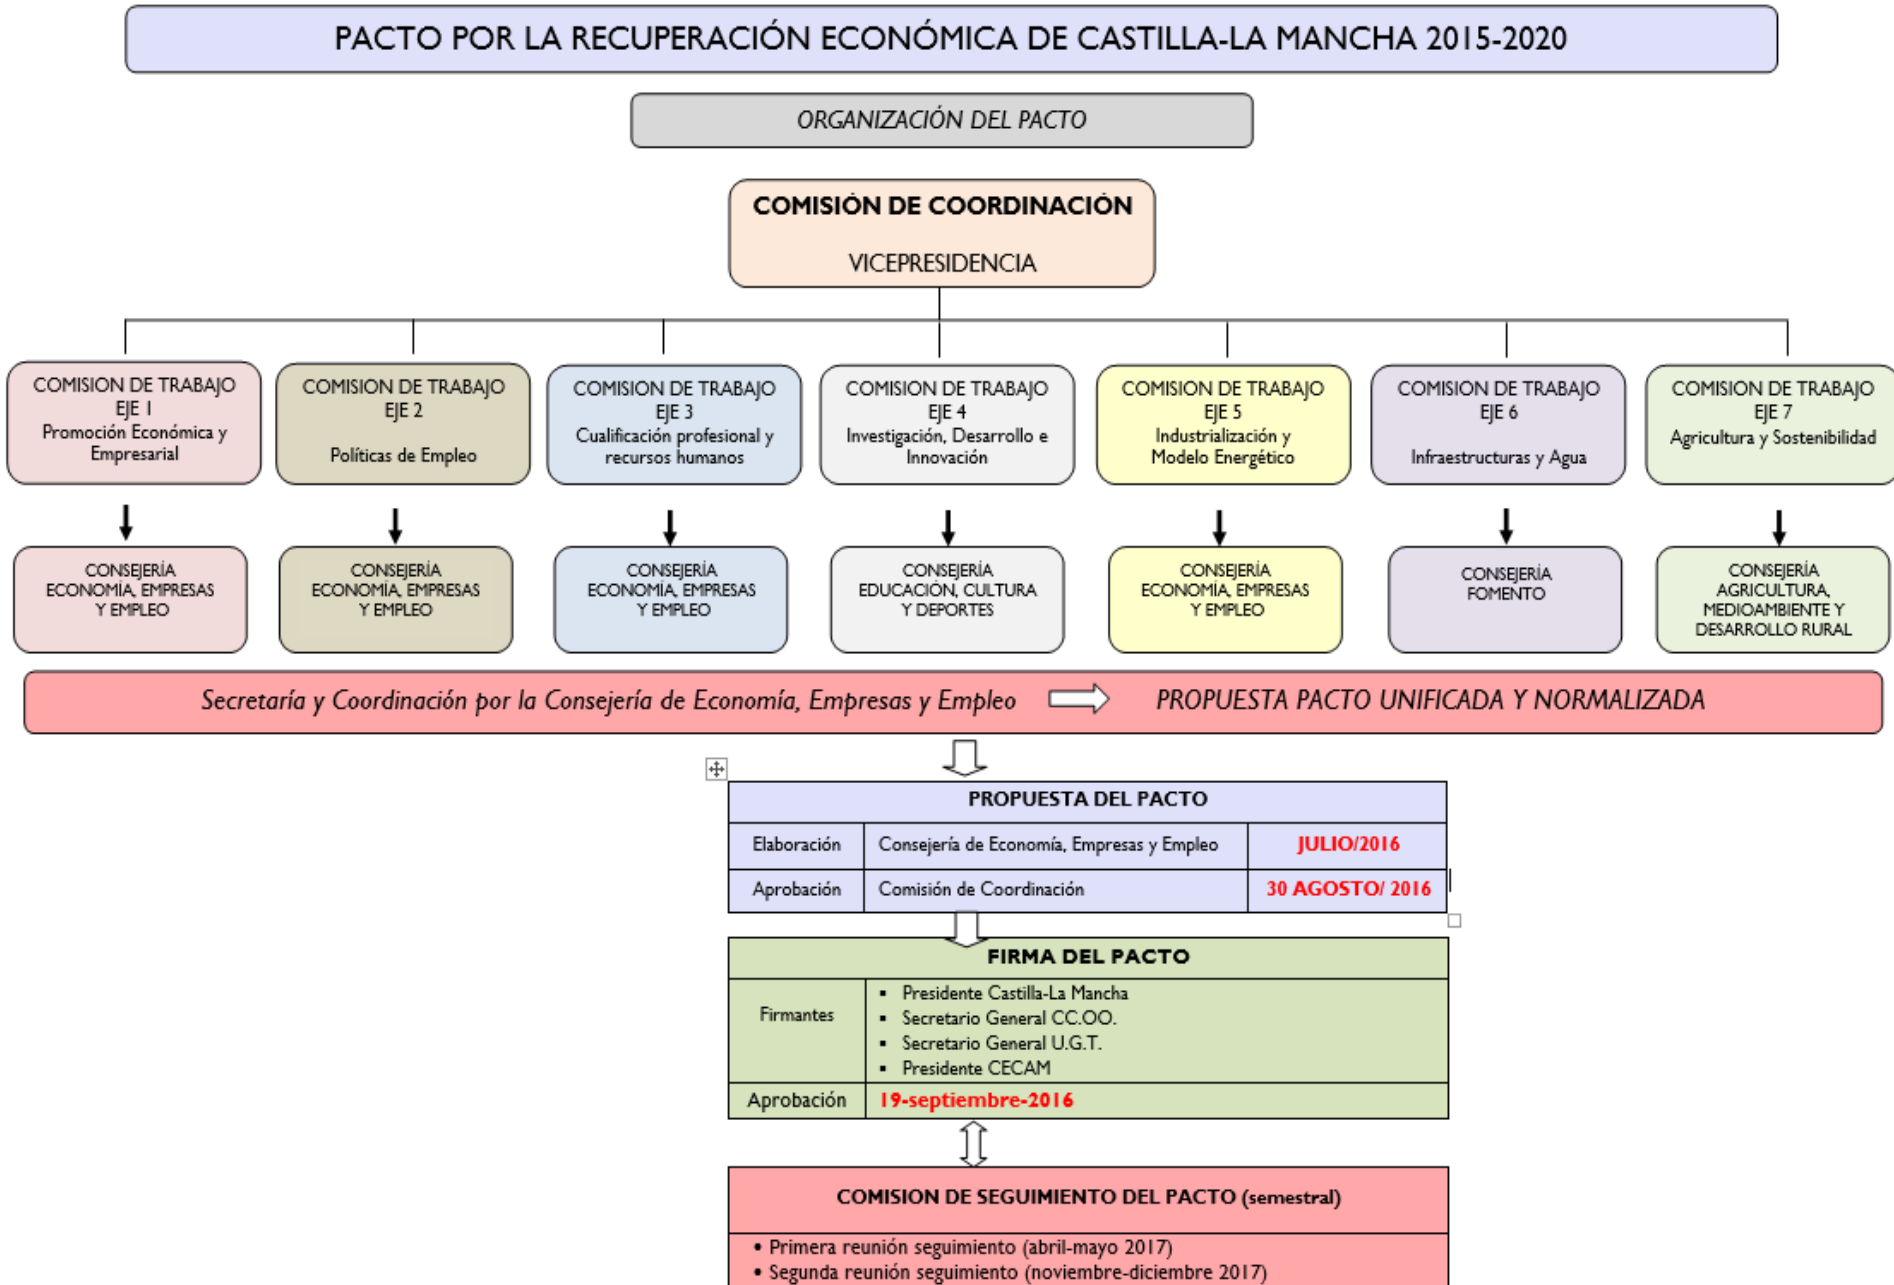 PACTO POR LA RECUPERACIÓN ECONÓMICA DE CASTILLA-LA MANCHA 2015-2020
ORGANIZACIÓN DEL PACTO
COMISIÓN DE COORDINACIÓN
VICEPRESIDENCIA
COMISION DE TRABAJO
EJE 1
Promoción Económica y
Empresarial
COMISION DE TRABAJO
EJE 2
Políticas de Empleo
COMISION DE TRABAJO
EJE 3
Cualificación profesional y
recursos humanos
COMISION DE TRABAJO
EJE 4
Investigación, Desarrollo e
Innovación
COMISION DE TRABAJO
EJE 5
Industrialización y
Modelo Energético
COMISION DE TRABAJO
EJE 6
Infraestructuras y Agua
COMISION DE TRABAJO
EJE 7
Agricultura y Sostenibilidad
CONSEJERÍA
ECONOMÍA, EMPRESAS
Y EMPLEO
CONSEJERÍA
ECONOMÍA, EMPRESAS
Y EMPLEO
CONSEJERÍA
ECONOMÍA, EMPRESAS
Y EMPLEO
CONSEJERÍA
EDUCACIÓN, CULTURA
Y DEPORTES
CONSEJERÍA
ECONOMÍA, EMPRESAS
Y EMPLEO
CONSEJERÍA
FOMENTO
CONSEJERÍA
AGRICULTURA,
MEDIOAMBIENTE Y
DESARROLLO RURAL
Secretaría y Coordinación por la Consejería de Economía, Empresas y Empleo PROPUESTA PACTO UNIFICADA Y NORMALIZADA
PROPUESTA DEL PACTO
Elaboración Consejería de Economía, Empresas y Empleo JULIO/2016
Aprobación Comisión de Coordinación 30 AGOSTO/ 2016
FIRMA DEL PACTO
Firmantes
▪ Presidente Castilla-La Mancha
▪ Secretario General CC.OO.
▪ Secretario General U.G.T.
▪ Presidente CECAM
Aprobación 19-septiembre-2016
COMISION DE SEGUIMIENTO DEL PACTO (semestral)
• Primera reunión seguimiento (abril-mayo 2017)
• Segunda reunión seguimiento (noviembre-diciembre 2017)